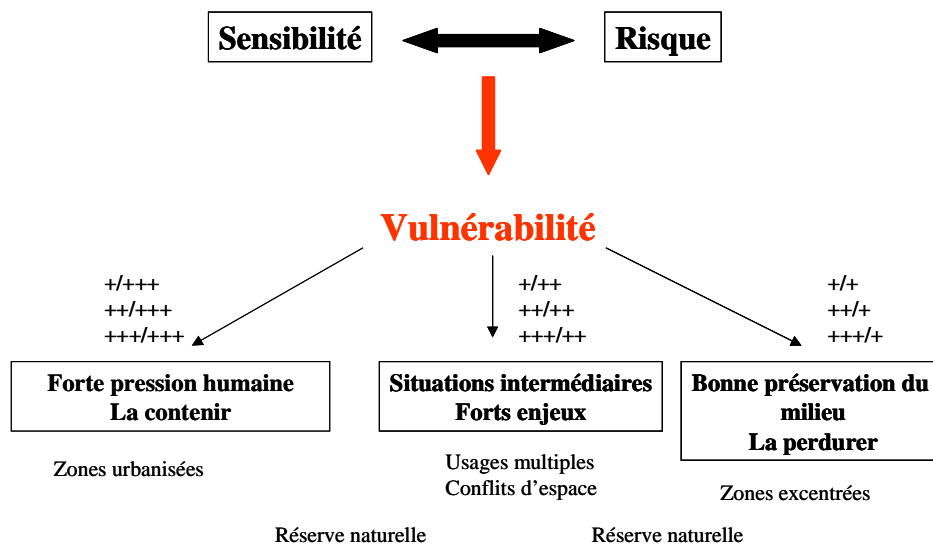 Sensibilité
Risque
Vulnérabilité
+/+++
++/+++
+++/+++
+/++
++/++
+++/++
+/+
++/+
+++/+
Forte pression humaine
La contenir
Situations intermédiaires
Forts enjeux
Bonne préservation du
milieu
La perdurer
Zones urbanisées
Usages multiples
Conflits d'espace
Zones excentrées
Réserve naturelle
Réserve naturelle